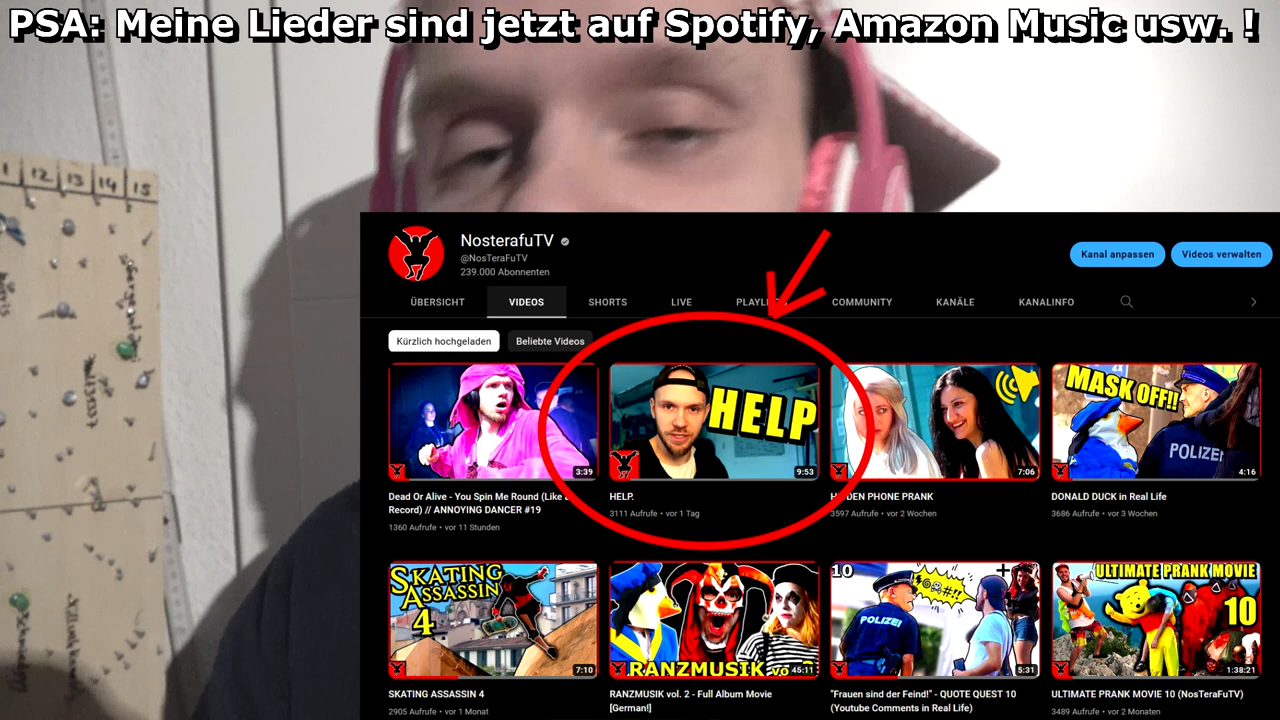 PSA: Meine Lieder sind jetzt auf Spotify, Amazon Music usw. !
1 12 13 14 15
NosterafuTV
@NosTeraFuTV
239.000 Abonnenten
Kanal anpassen
Videos verwalten
ÜBERSICHT
VIDEOS
SHORTS
LIVE
COMMUNITY
KANÄLE
KANALINFO
Kürzlich hochgeladen
Beliebte Videos
3:39
HELP
9:53
7:06
MASK OFF!!
POLIZEI
4:16
Dead Or Alive - You Spin Me Round (Like a
Record) // ANNOYING DANCER #19
1360 Aufrufe • vor 11 Stunden
HELP.
3111 Aufrufe • vor 1 Tag
PHONE PRANK
3597 Aufrufe • vor 2 Wochen
DONALD DUCK in Real Life
3686 Aufrufe • vor 3 Wochen
SKATING
ASSASSIN
4
7:10
RANZMUSIK
45:11
10
POLIZEI
5:31
ULTIMATE PRANK MOVIE
10
1:38:21
SKATING ASSASSIN 4
2905 Aufrufe • vor 1 Monat
RANZMUSIK vol. 2 - Full Album Movie
[German!]
"Frauen sind der Feind!" - QUOTE QUEST 10
(Youtube Comments in Real Life)
ULTIMATE PRANK MOVIE 10 (NosTeraFuTV)
3489 Aufrufe • vor 2 Monaten